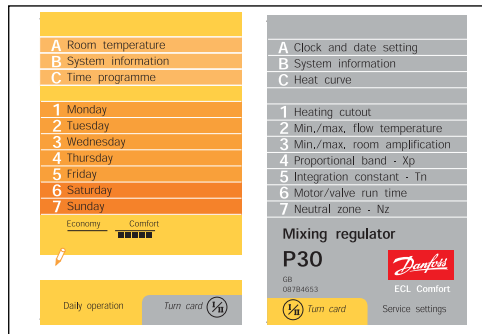 A Room temperature
B System information
C Time programme
1 Monday
2 Tuesday
3 Wednesday
4 Thursday
5 Friday
6 Saturday
7 Sunday
Economy Comfort
Daily operation Turn card I/II
A Clock and date setting
B System information
C Heat curve
1 Heating cutout
2 Min./max. flow temperature
3 Min./max. room amplification
4 Proportional band - Xp
5 Integration constant - Tn
6 Motor/valve run time
7 Neutral zone - Nz
Mixing regulator
P30
Danfoss
GB
087B4653
ECL Comfort
I/II Turn card Service settings